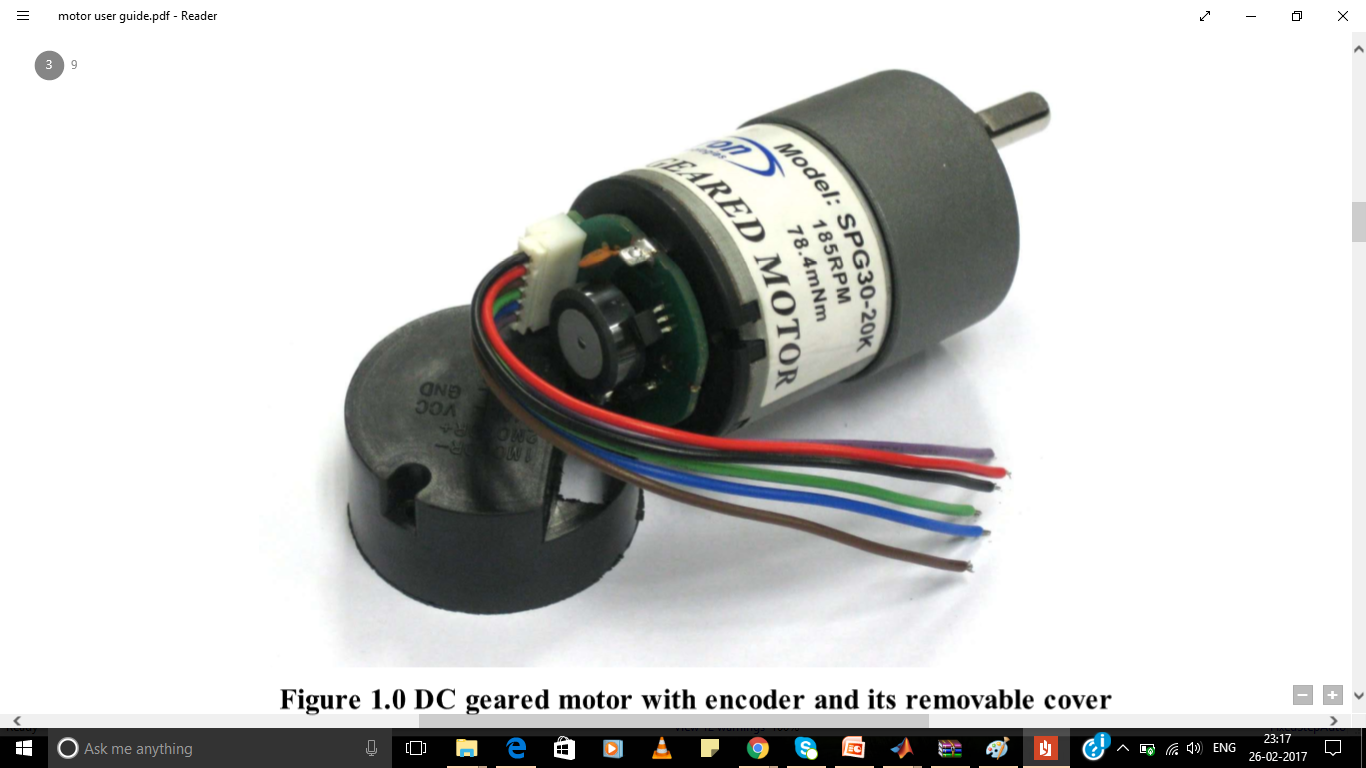 motor user guide.pdf - Reader
3 9
Model: SPG30-20K
185RPM
78.4mNm
GEARED MOTOR
GND
VCC
Figure 1.0 DC geared motor with encoder and its removable cover
Ask me anything
ENG
23:17
26-02-2017